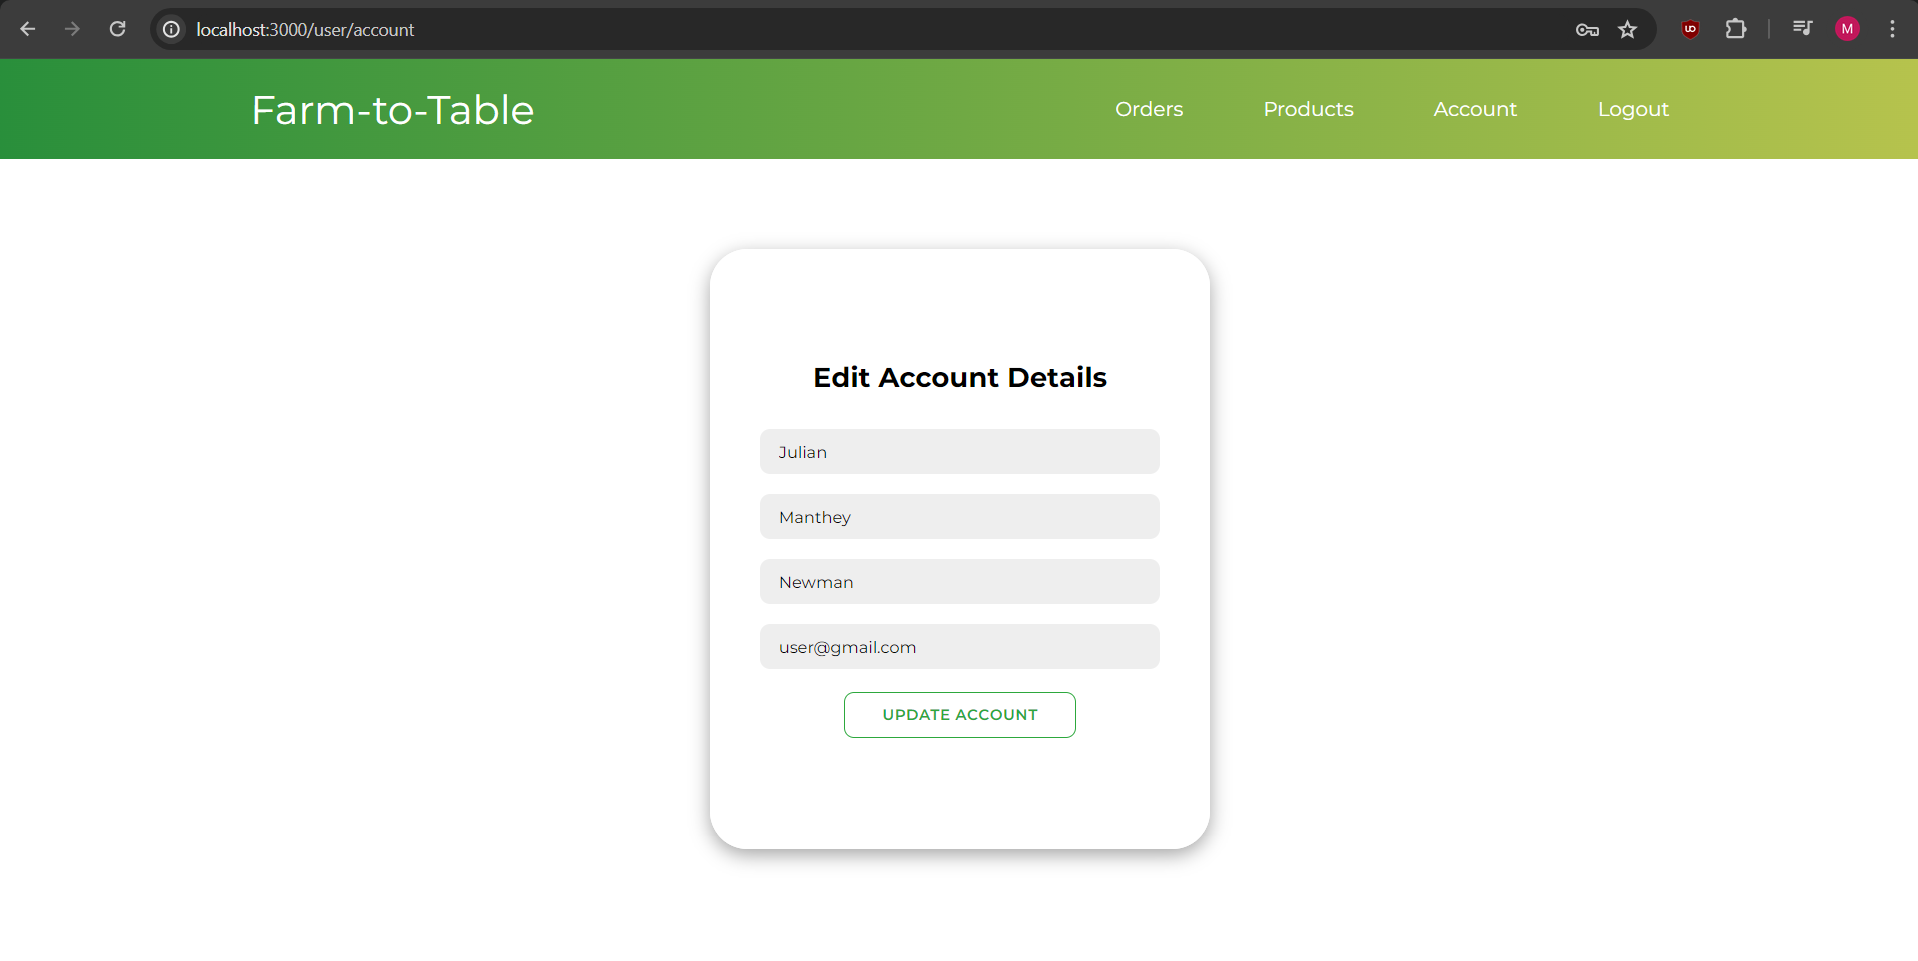 localhost:3000/user/account
M
Farm-to-Table
Orders Products Account Logout
Edit Account Details
Julian
Manthey
Newman
user@gmail.com
UPDATE ACCOUNT